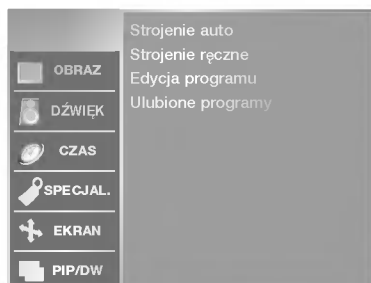 Strojenie auto
Strojenie ręczne
Edycja programu
Ulubione programy
OBRAZ
DŹWIĘK
CZAS
SPECJAL.
EKRAN
PIP/DW